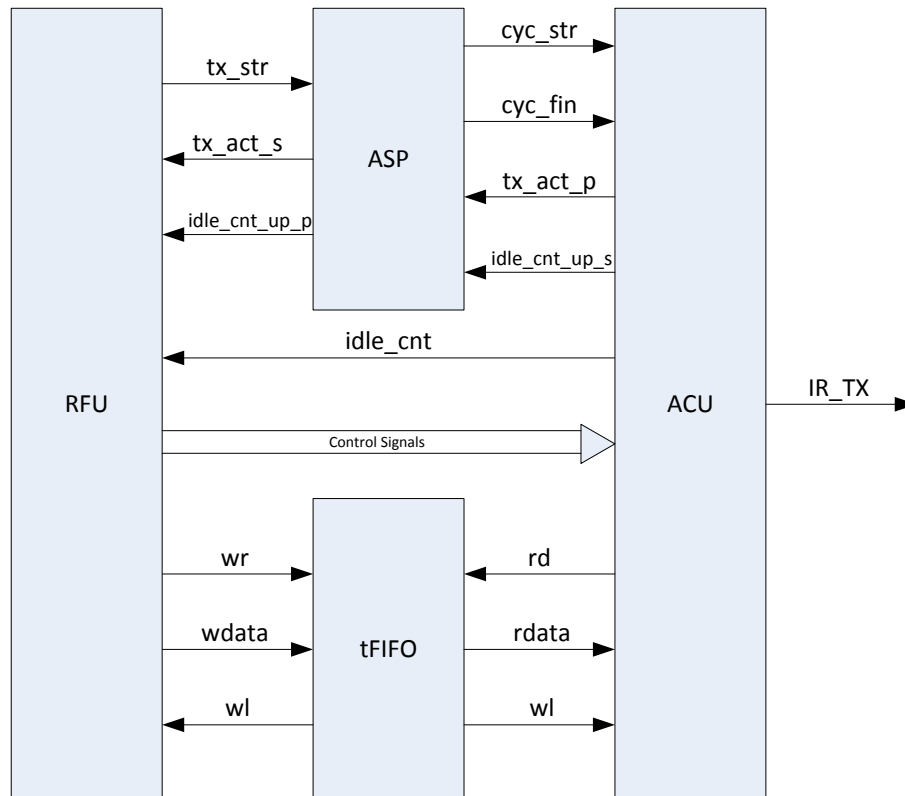 cyc_str
tx_str
cyc_fin
tx_act_s
ASP
tx_act_p
idle_cnt_up_p
idle_cnt_up_s
idle_cnt
RFU
ACU
IR_TX
Control Signals
wr
rd
wdata
tFIFO
rdata
wl
wl